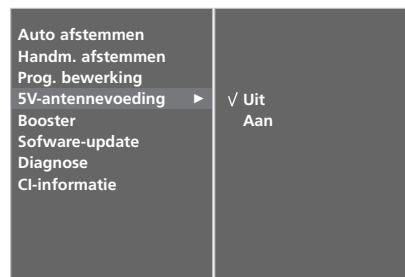 Auto afstemmen
Handm. afstemmen
Prog. bewerking
5V-antennevoeding ► √ Uit
Booster Aan
Sofware-update
Diagnose
CI-informatie